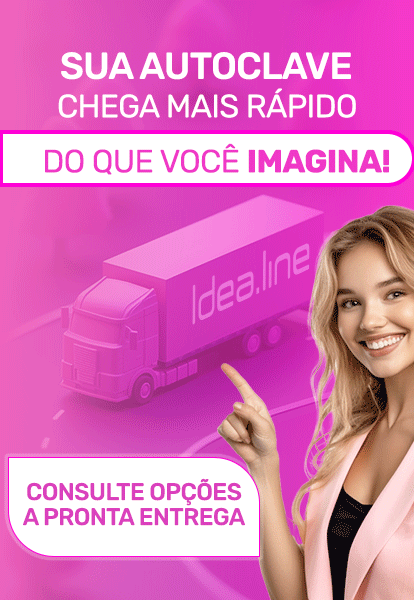 SUA AUTOCLAVE
CHEGA MAIS RÁPIDO
DO QUE VOCÊ IMAGINA!
Idea.line
CONSULTE OPÇÕES
A PRONTA ENTREGA